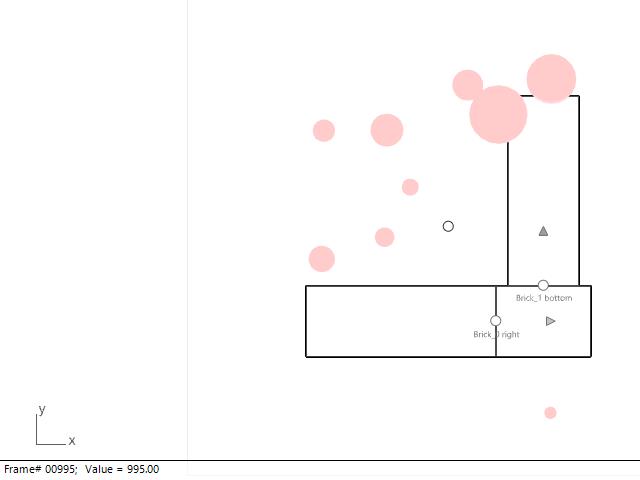 Brick_1 bottom
Brick_0 right
y
x
Frame# 00995;  Value = 995.00